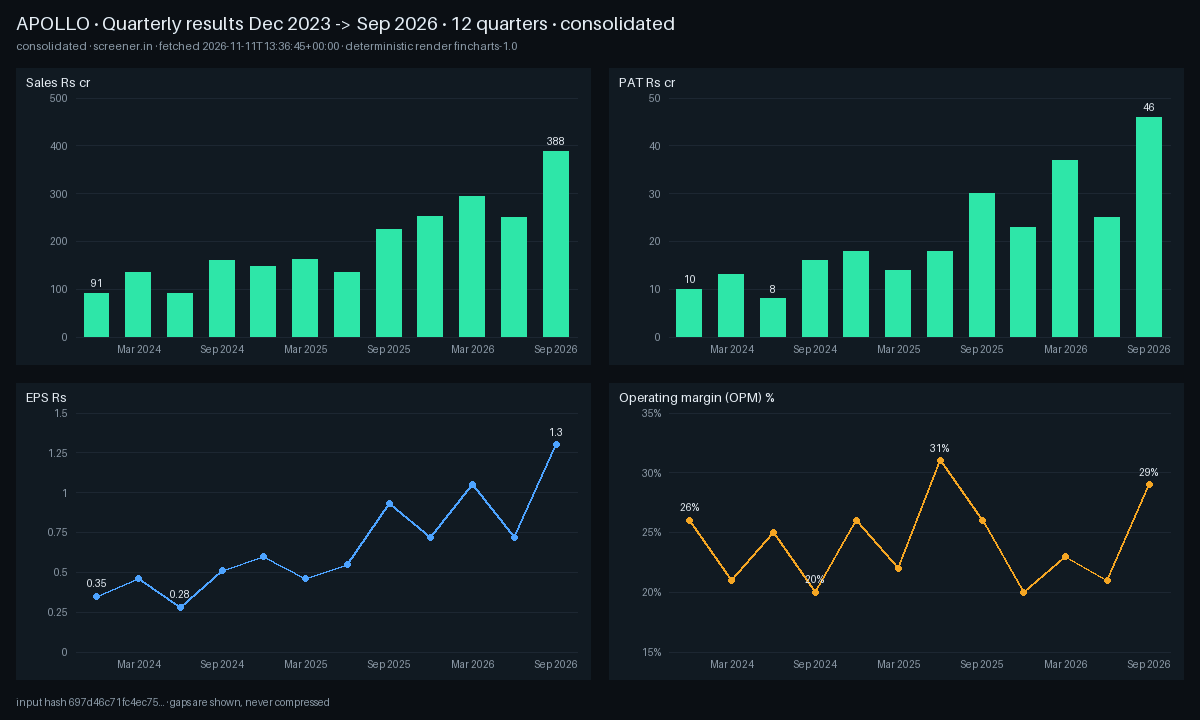 APOLLO · Quarterly results Dec 2023 -> Sep 2026 · 12 quarters · consolidated
consolidated · screener.in · fetched 2026-11-11T13:36:45+00:00 · deterministic render fincharts-1.0
Sales Rs cr
500
400
300
200
100
0
91
388
Mar 2024
Sep 2024
Mar 2025
Sep 2025
Mar 2026
Sep 2026
PAT Rs cr
50
40
30
20
10
0
10
8
46
Mar 2024
Sep 2024
Mar 2025
Sep 2025
Mar 2026
Sep 2026
EPS Rs
1.5
1.25
1
0.75
0.5
0.25
0
0.35
0.28
1.3
Mar 2024
Sep 2024
Mar 2025
Sep 2025
Mar 2026
Sep 2026
Operating margin (OPM) %
35%
30%
25%
20%
15%
26%
20%
31%
29%
Mar 2024
Sep 2024
Mar 2025
Sep 2025
Mar 2026
Sep 2026
input hash 697d46c71fc4ec75… · gaps are shown, never compressed